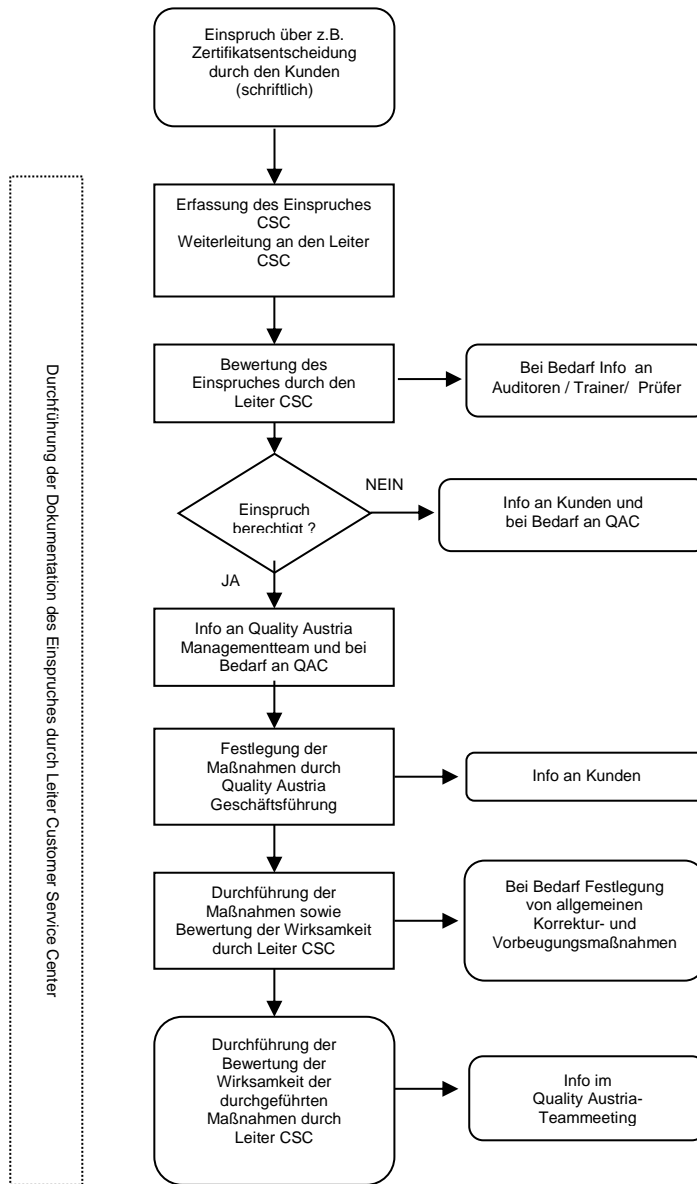 Einspruch über z.B.
Zertifikatsentscheidung
durch den Kunden
(schriftlich)
Erfassung des Einspruches
CSC
Weiterleitung an den Leiter
CSC
Bewertung des
Einspruches durch den
Leiter CSC
Bei Bedarf Info an
Auditoren / Trainer/ Prüfer
Einspruch
berechtigt ?
NEIN
Info an Kunden und
bei Bedarf an QAC
JA
Info an Quality Austria
Managementteam und bei
Bedarf an QAC
Festlegung der
Maßnahmen durch
Quality Austria
Geschäftsführung
Info an Kunden
Durchführung der
Maßnahmen sowie
Bewertung der Wirksamkeit
durch Leiter CSC
Bei Bedarf Festlegung
von allgemeinen
Korrektur- und
Vorbeugungsmaßnahmen
Durchführung der
Bewertung der
Wirksamkeit der
durchgeführten
Maßnahmen durch
Leiter CSC
Info im
Quality Austria-
Teammeeting
Durchführung der Dokumentation des Einspruches durch Leiter Customer Service Center